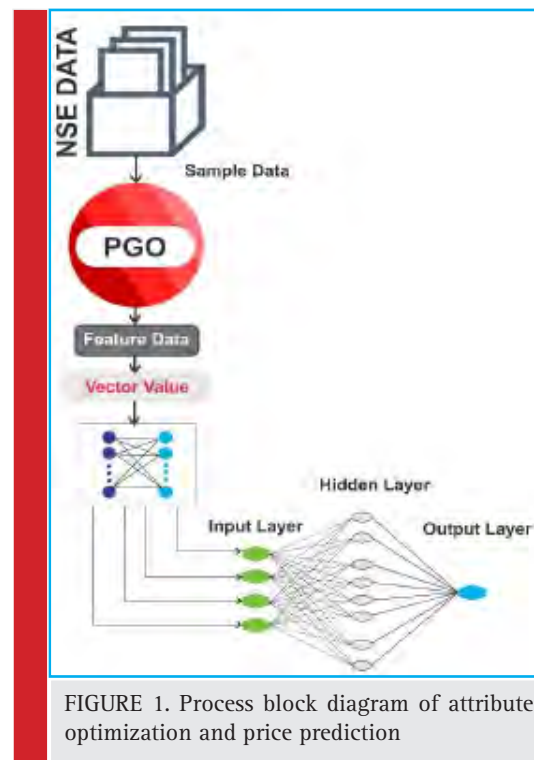 NSE DATA
Sample Data
PGO
Feature Data
Vector Value
Hidden Layer
Input Layer
Output Layer
FIGURE 1. Process block diagram of attribute
optimization and price prediction